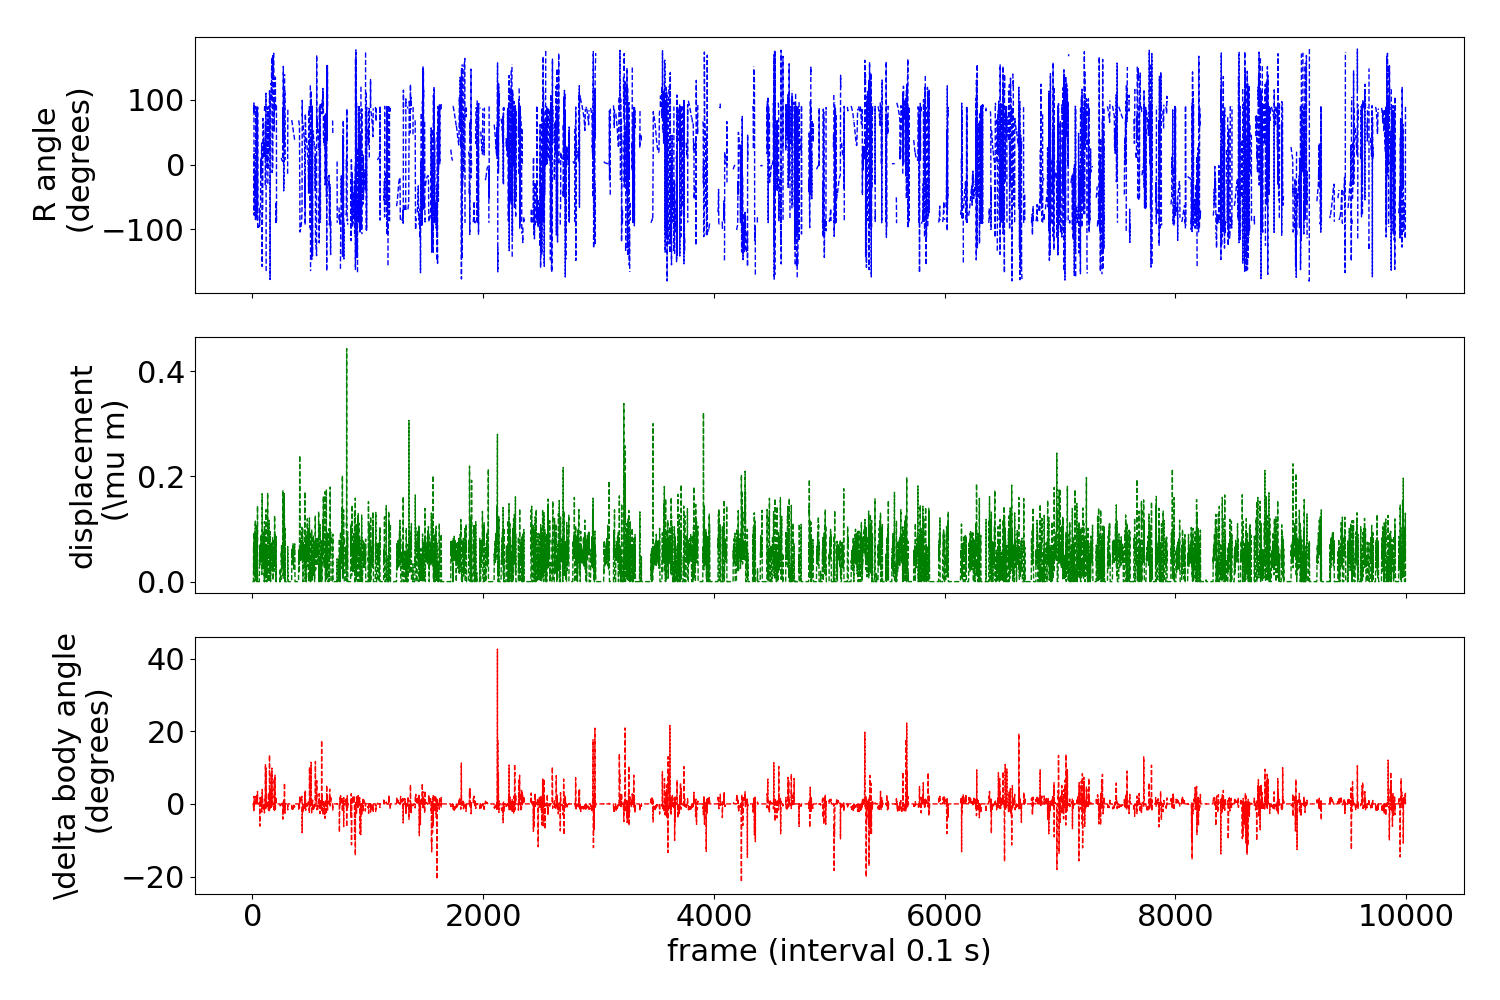 R angle
(degrees)
100
0
−100
displacement
(\mu m)
0.4
0.2
0.0
\delta body angle
(degrees)
40
20
0
−20
0 2000 4000 6000 8000 10000
frame (interval 0.1 s)